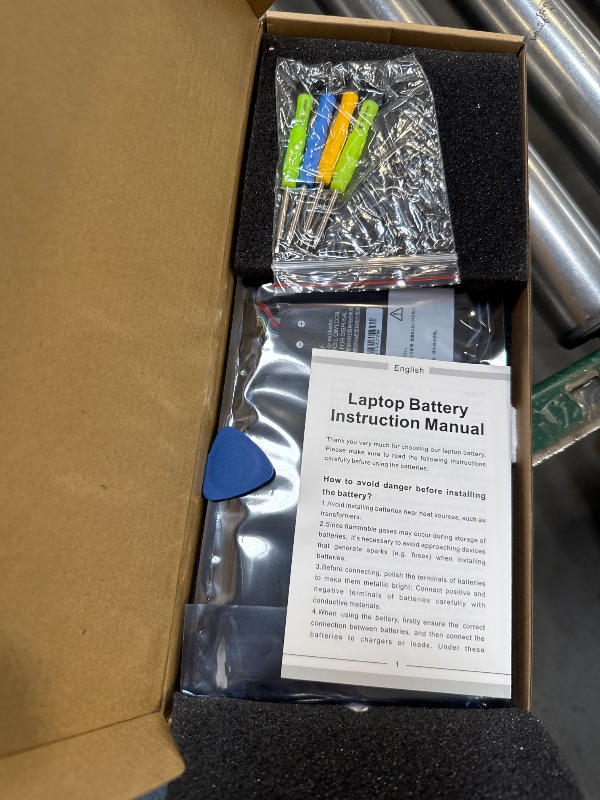 English
Laptop Battery
Instruction Manual
Thank you very much for choosing our laptop battery.
Please make sure to read the following instructions
carefully before using the batteries:
How to avoid danger before installing
the battery?
1.Avoid installing batteries near heat sources, such as
transformers.
2.Since flammable gases may occur during storage of
batteries, it's necessary to avoid approaching devices
that generate sparks (e.g. fuses) when installing
batteries.
3.Before connecting, polish the terminals of batteries
to make them metallic bright; Connect positive and
negative terminals of batteries carefully with
conductive materials.
4.When using the battery, firstly ensure the correct
connection between batteries, and then connect the
batteries to chargers or loads. Under these
1